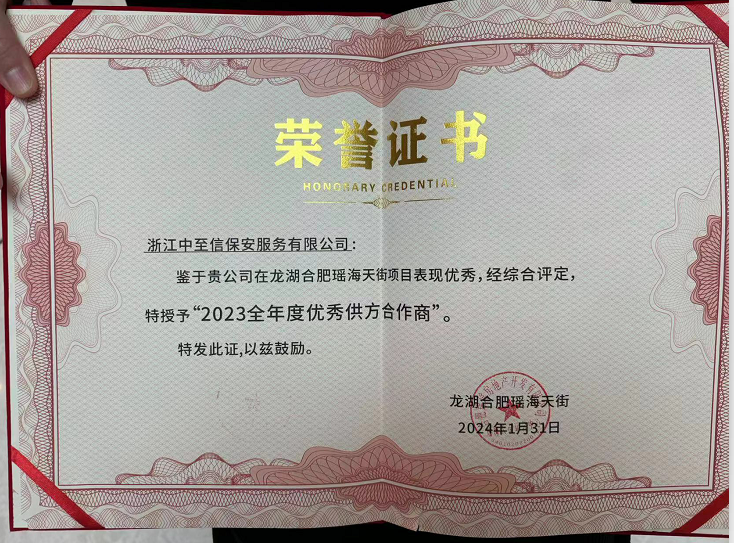 荣誉证书
HONORARY CREDENTIAL
浙江中至信保安服务有限公司：
鉴于贵公司在龙湖合肥瑶海天街项目表现优秀，经综合评定，
特授予“2023全年度优秀供方合作商”。
特发此证，以兹鼓励。
龙湖合肥瑶海天街
2024年1月31日